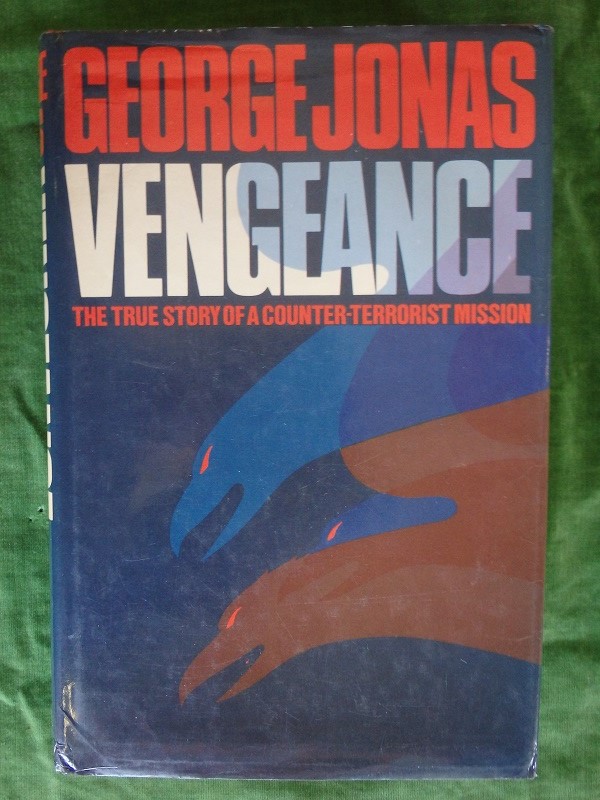 GEORGE JONAS
VENGEANCE
THE TRUE STORY OF A COUNTER-TERRORIST MISSION